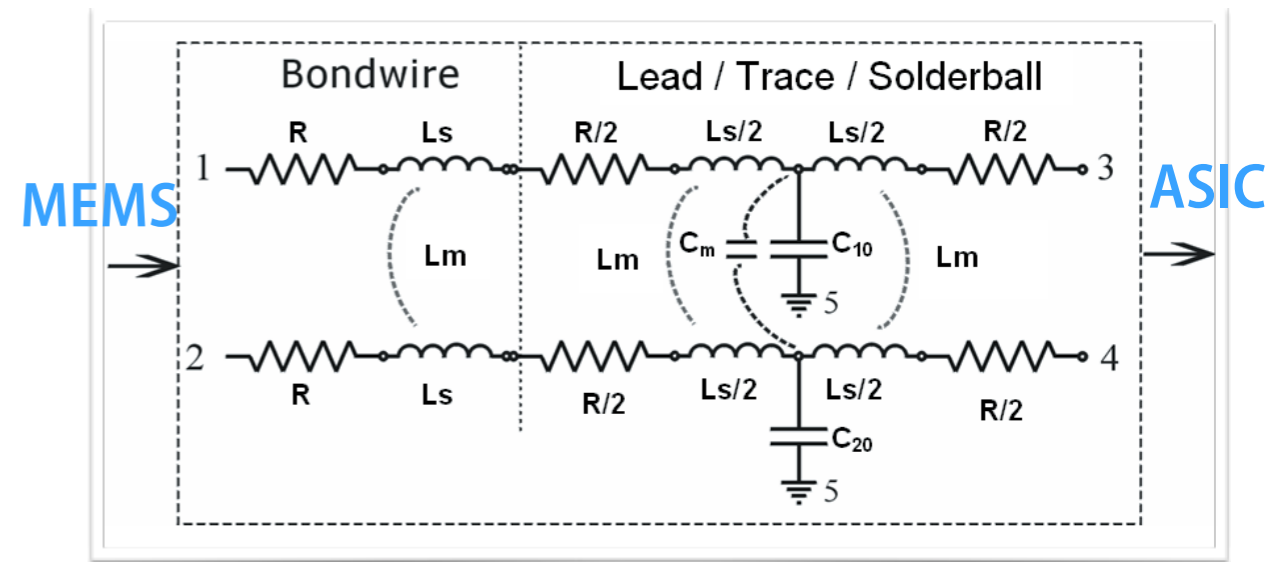 Bondwire
Lead / Trace / Solderball
R Ls R/2 Ls/2 Ls/2 R/2
1 3
MEMS ASIC
Lm Lm Cm C10 Lm
5
2 4
R Ls R/2 Ls/2 Ls/2 R/2
C20
5